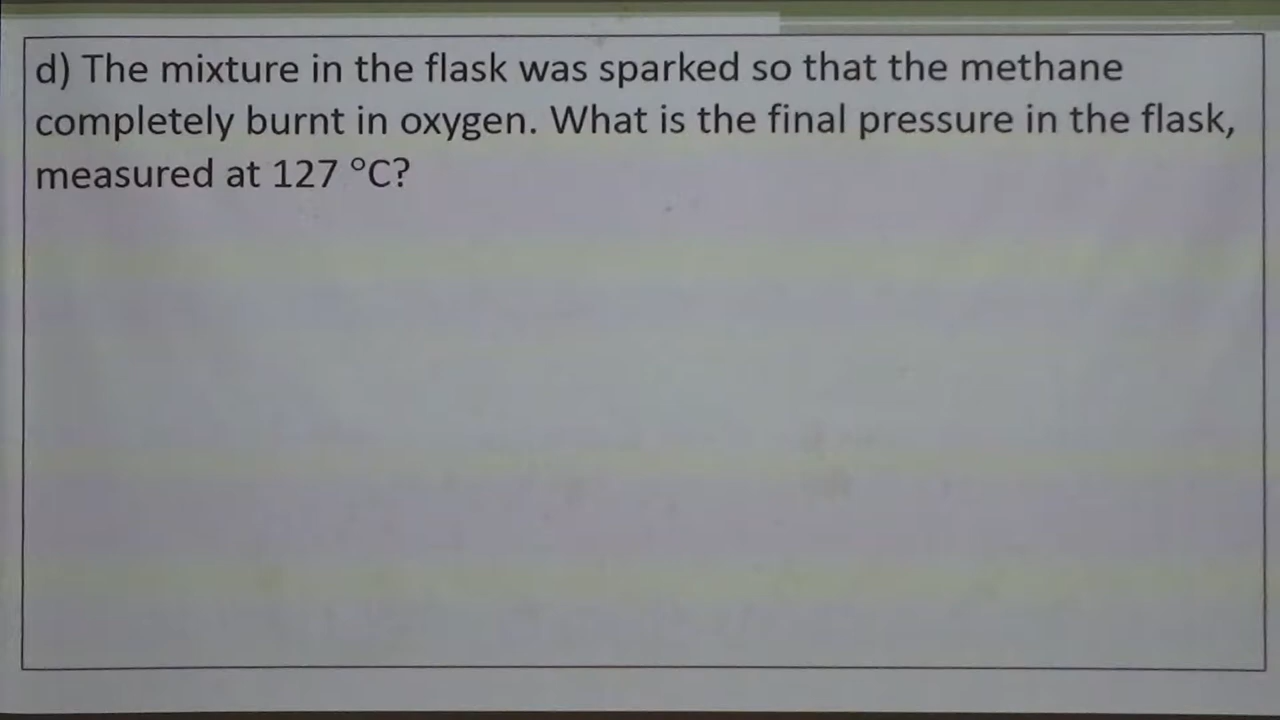 d) The mixture in the flask was sparked so that the methane
completely burnt in oxygen. What is the final pressure in the flask,
measured at 127 °C?